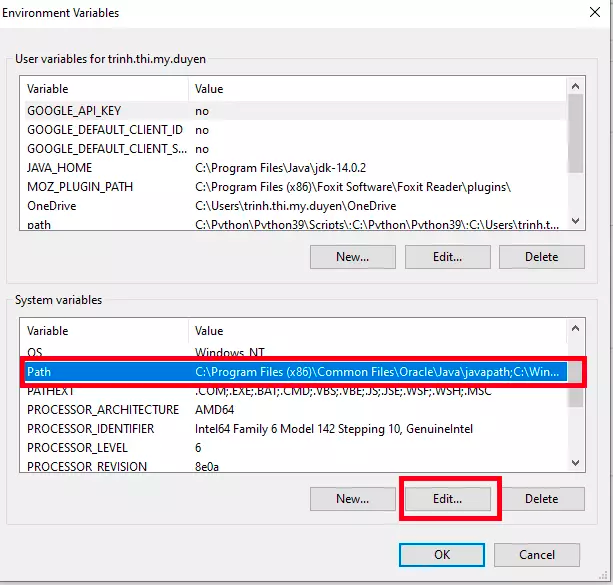 Environment Variables
User variables for trinh.thi.my.duyen
Variable Value
GOOGLE_API_KEY no
GOOGLE_DEFAULT_CLIENT_ID no
GOOGLE_DEFAULT_CLIENT_S... no
JAVA_HOME C:\Program Files\Java\jdk-14.0.2
MOZ_PLUGIN_PATH C:\Program Files (x86)\Foxit Software\Foxit Reader\plugins\
OneDrive C:\Users\trinh.thi.my.duyen\OneDrive
path C:\Python\Python39\Scripts\;C:\Python\Python39\;C:\Users\trinh.t...
New... Edit... Delete
System variables
Variable Value
OS Windows_NT
Path C:\Program Files (x86)\Common Files\Oracle\Java\javapath;C:\Win...
PATHEXT .COM;.EXE;.BAT;.CMD;.VBS;.VBE;.JS;.JSE;.WSF;.WSH;.MSC
PROCESSOR_ARCHITECTURE AMD64
PROCESSOR_IDENTIFIER Intel64 Family 6 Model 142 Stepping 10, GenuineIntel
PROCESSOR_LEVEL 6
PROCESSOR_REVISION 8e0a
New... Edit... Delete
OK Cancel